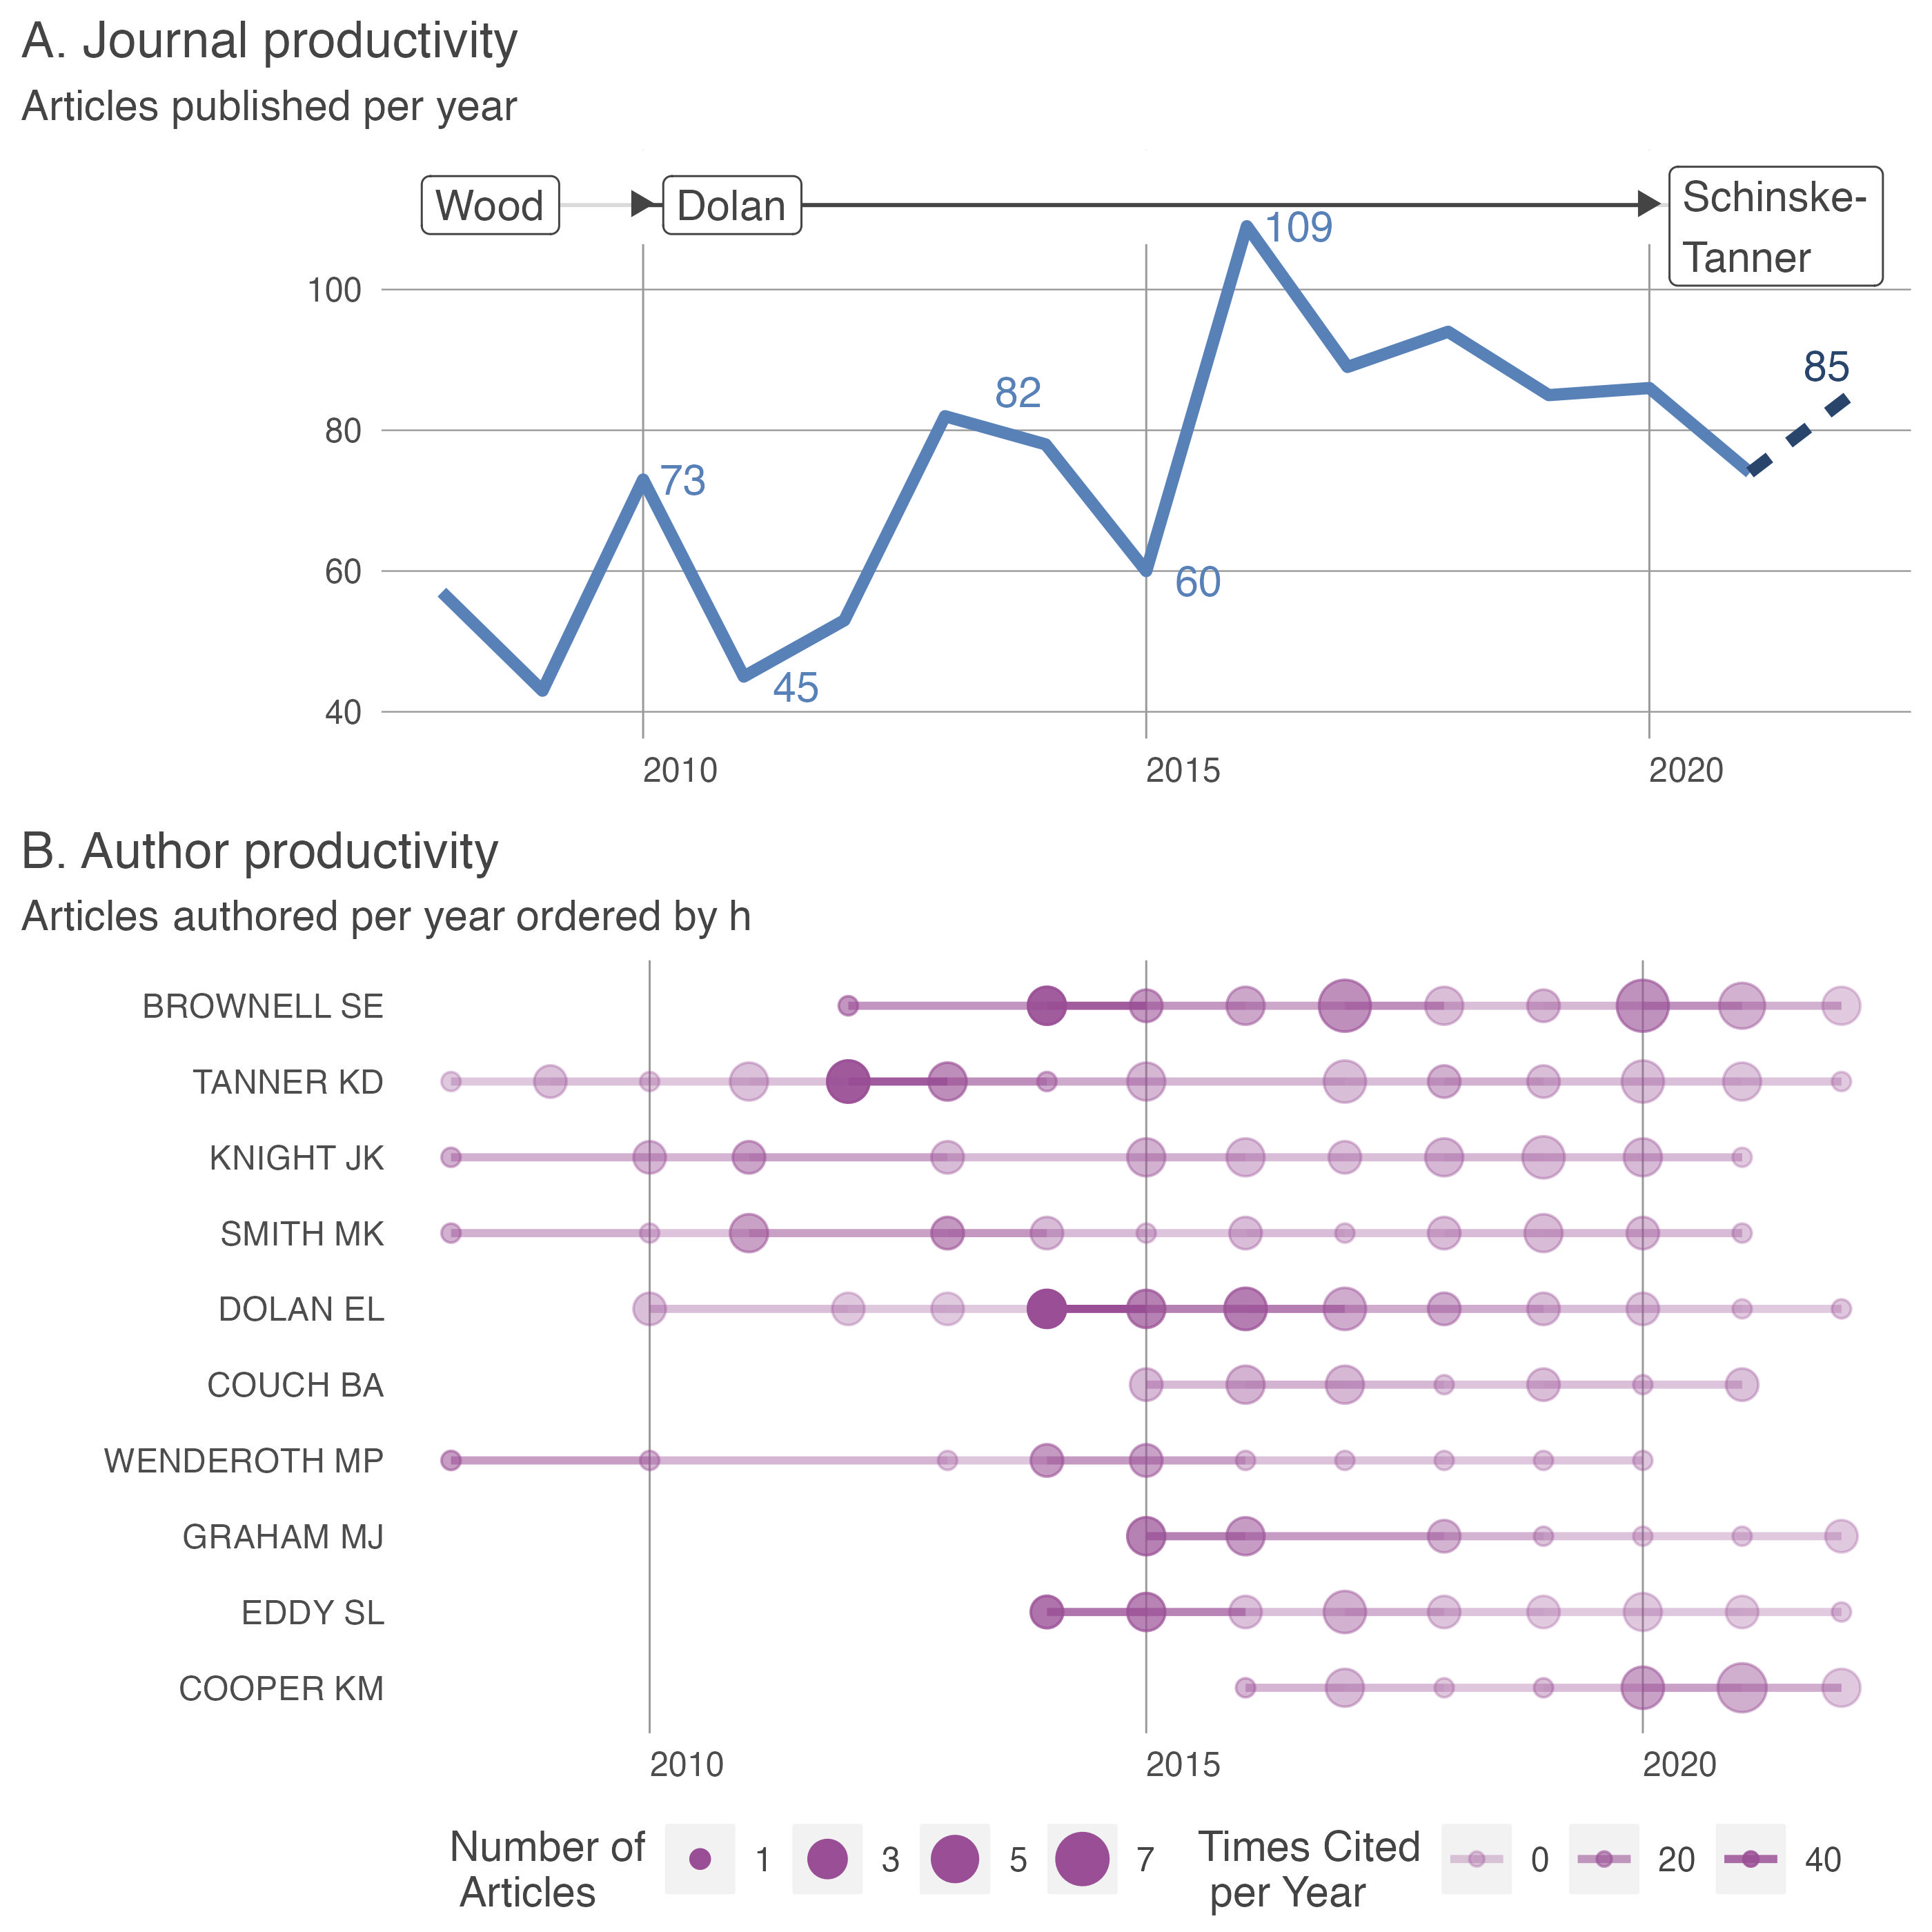 A. Journal productivity
Articles published per year
Wood
Dolan
Schinske-
Tanner
109
100
85
82
80
73
60
60
45
40
2010
2015
2020
B. Author productivity
Articles authored per year ordered by h
BROWNELL SE
TANNER KD
KNIGHT JK
SMITH MK
DOLAN EL
COUCH BA
WENDEROTH MP
GRAHAM MJ
EDDY SL
COOPER KM
2010
2015
2020
Number of
Articles
1
3
5
7
Times Cited
per Year
0
20
40